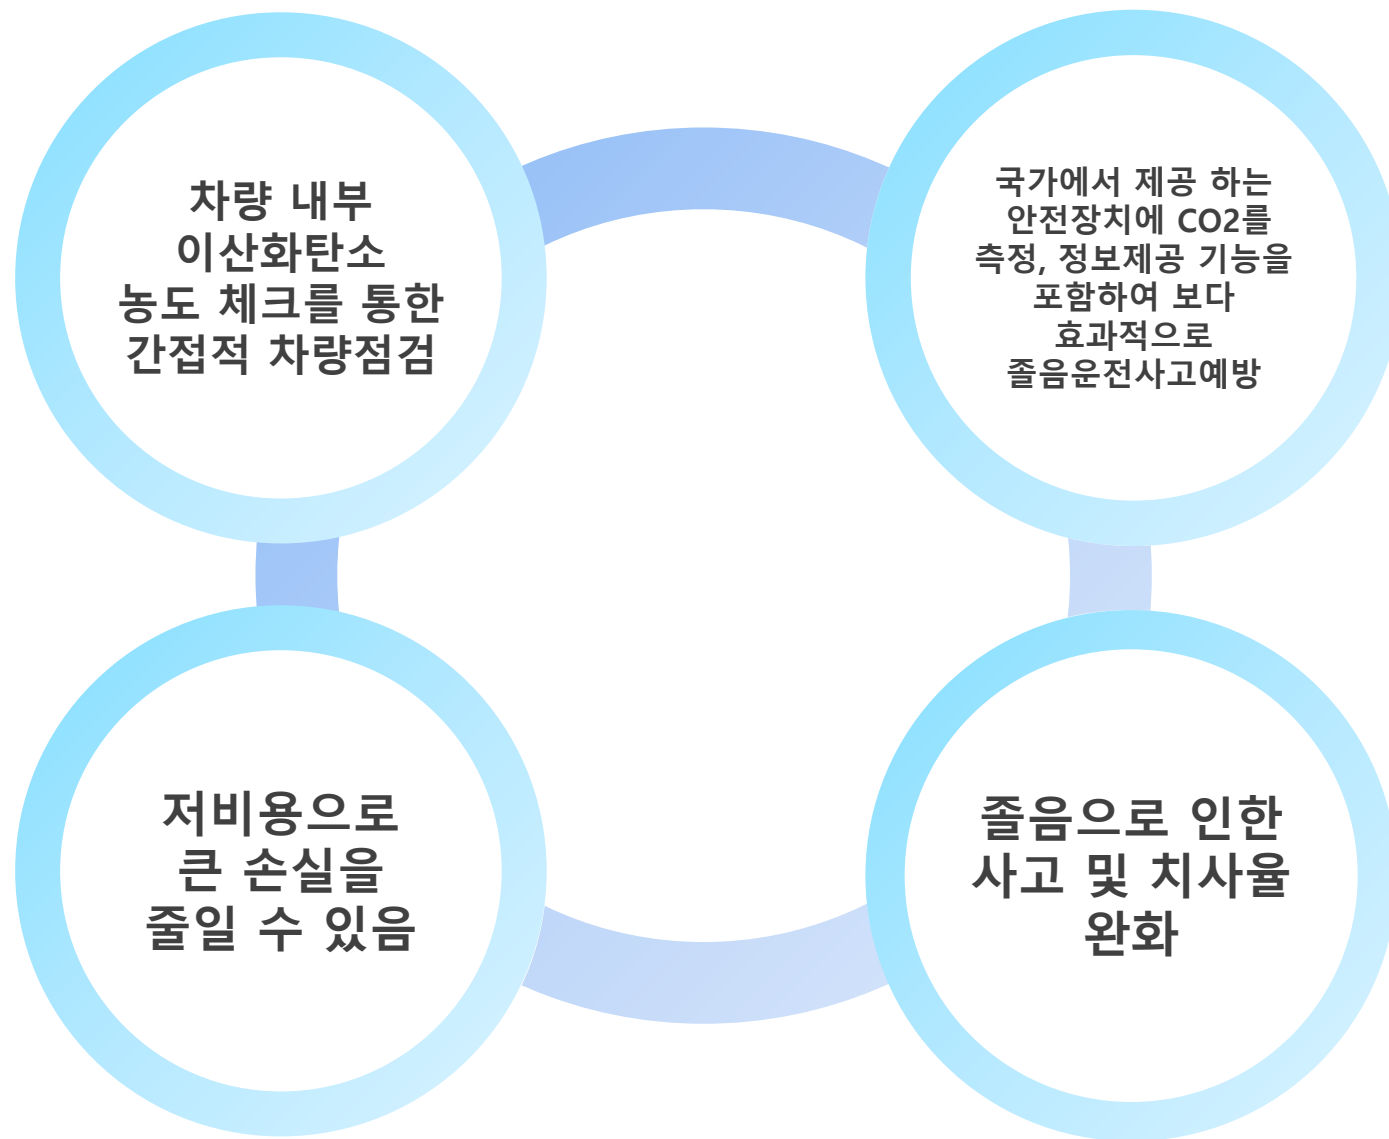 차량 내부
이산화탄소
농도 체크를 통한
간접적 차량점검
국가에서 제공 하는
안전장치에 CO2를
측정, 정보제공 기능을
포함하여 보다
효과적으로
졸음운전사고예방
저비용으로
큰 손실을
줄일 수 있음
졸음으로 인한
사고 및 치사율
완화